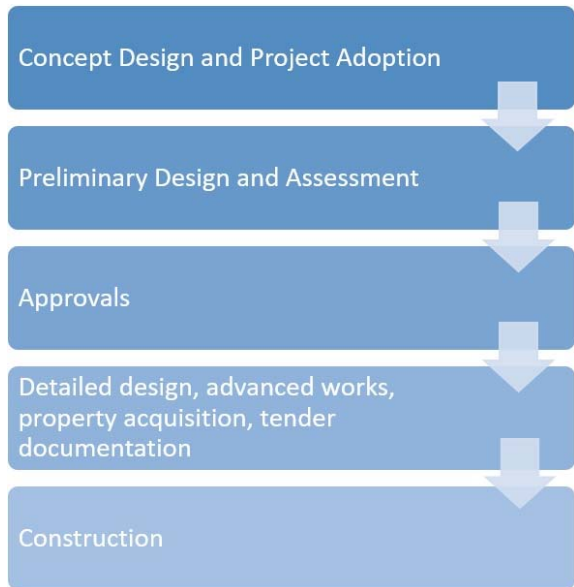 Concept Design and Project Adoption
Preliminary Design and Assessment
Approvals
Detailed design, advanced works,
property acquisition, tender
documentation
Construction